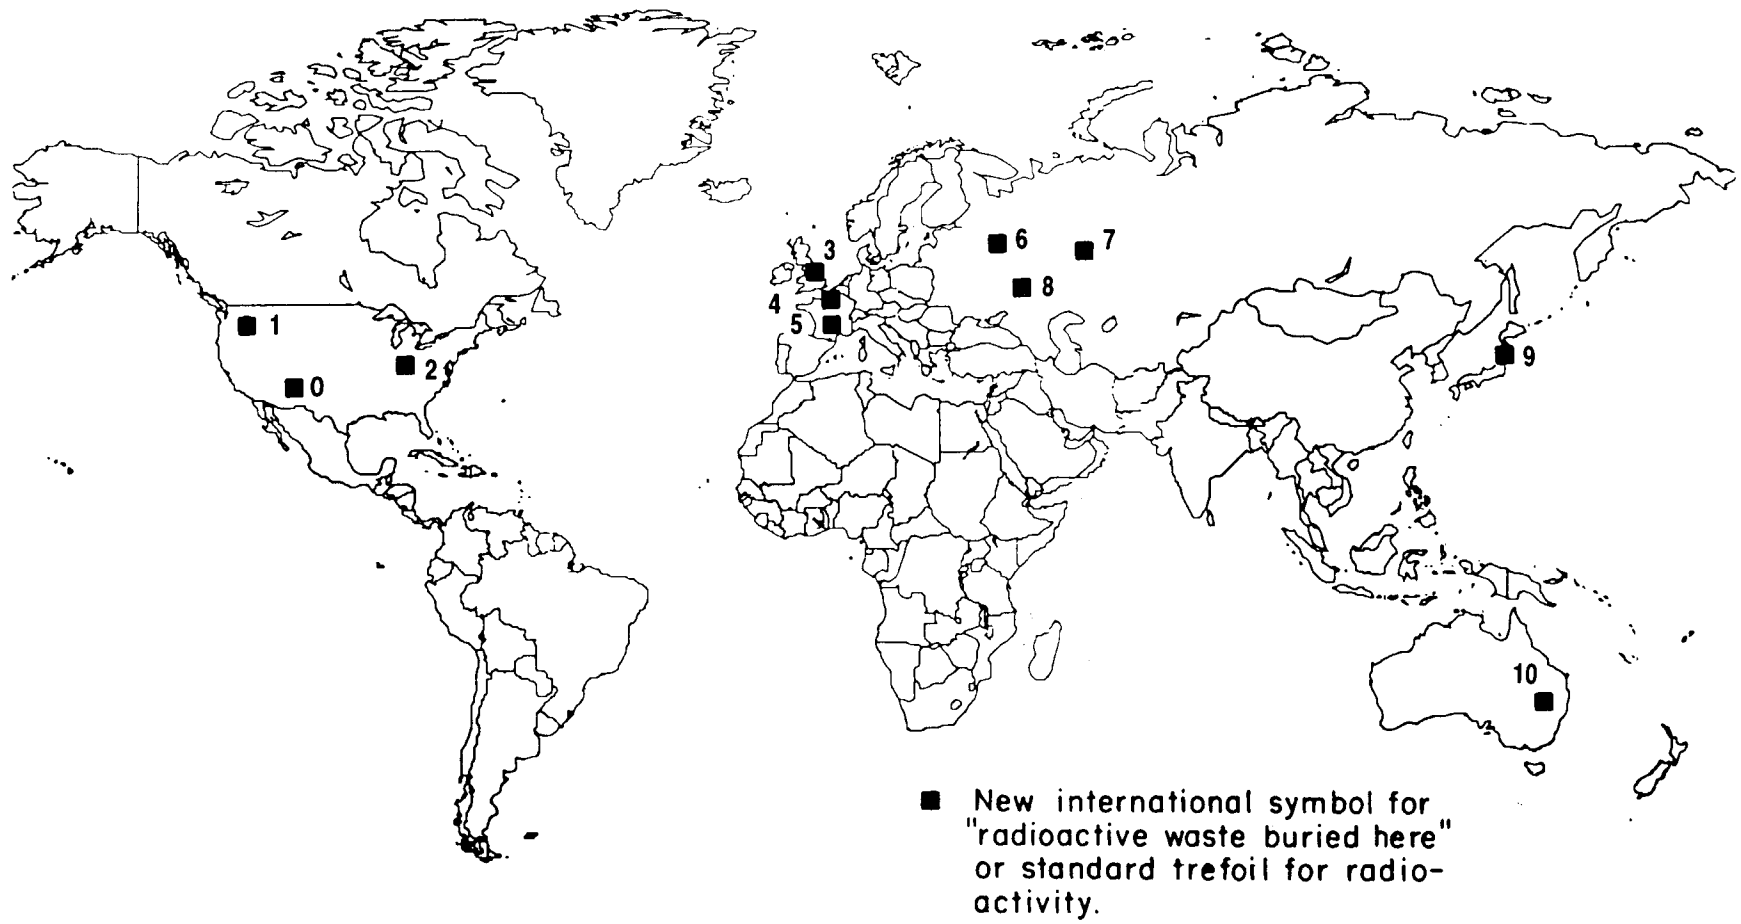 3
6
7
4
8
5
1
9
2
0
10
New international symbol for
"radioactive waste buried here"
or standard trefoil for radio-
activity.